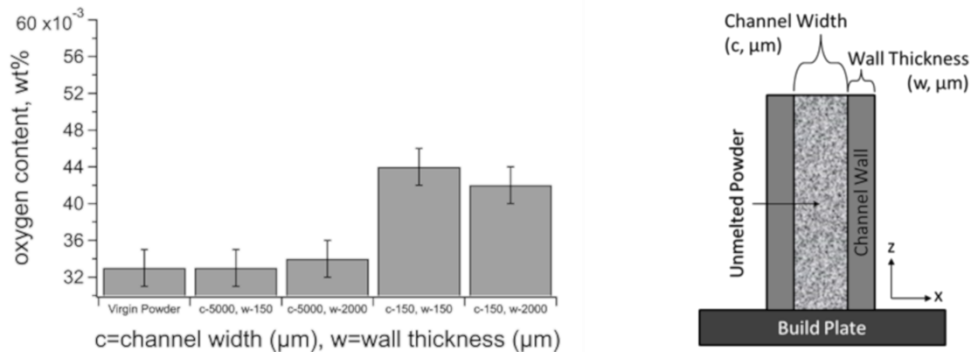 60 x10-3
56
52
48
44
40
36
32
oxygen content, wt%
Virgin Powder
c-5000, w-150
c-5000, w-2000
c-150, w-150
c-150, w-2000
c=channel width (μm), w=wall thickness (μm)
Channel Width
(c, μm)
Wall Thickness
(w, μm)
Unmelted Powder
Channel Wall
z
x
Build Plate